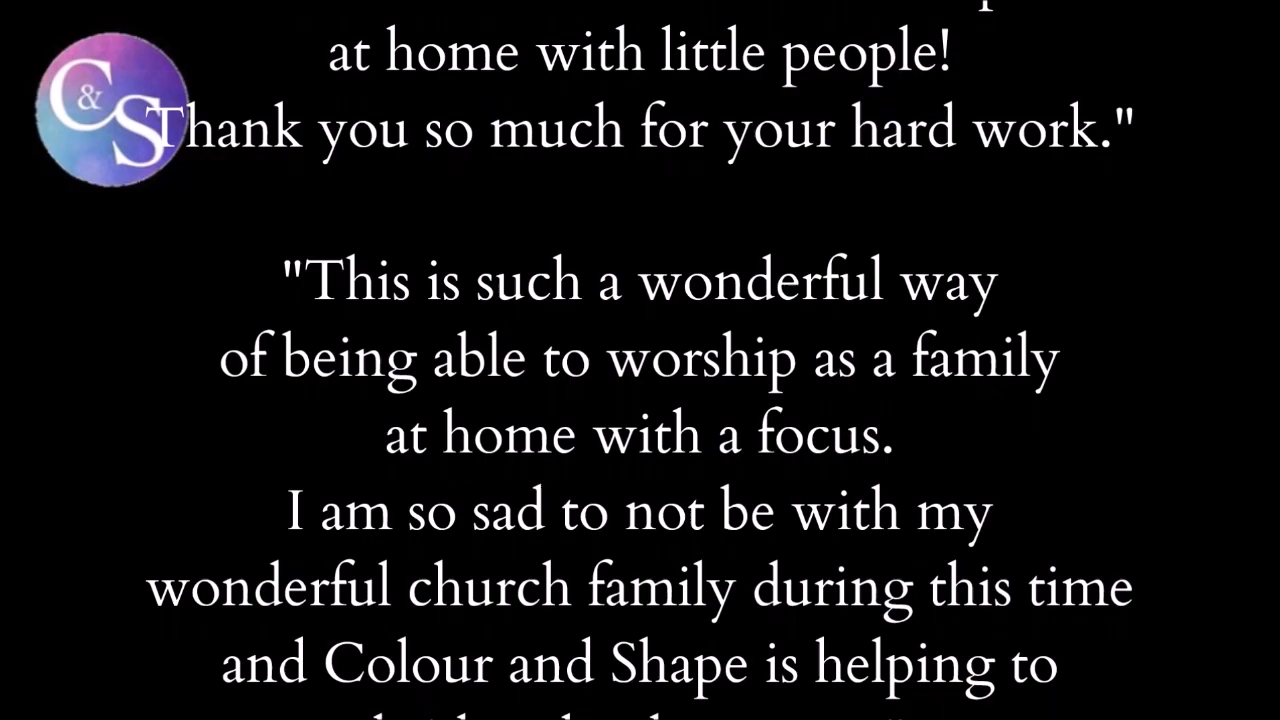 C&S
at home with little people!
Thank you so much for your hard work."
"This is such a wonderful way
of being able to worship as a family
at home with a focus.
I am so sad to not be with my
wonderful church family during this time
and Colour and Shape is helping to